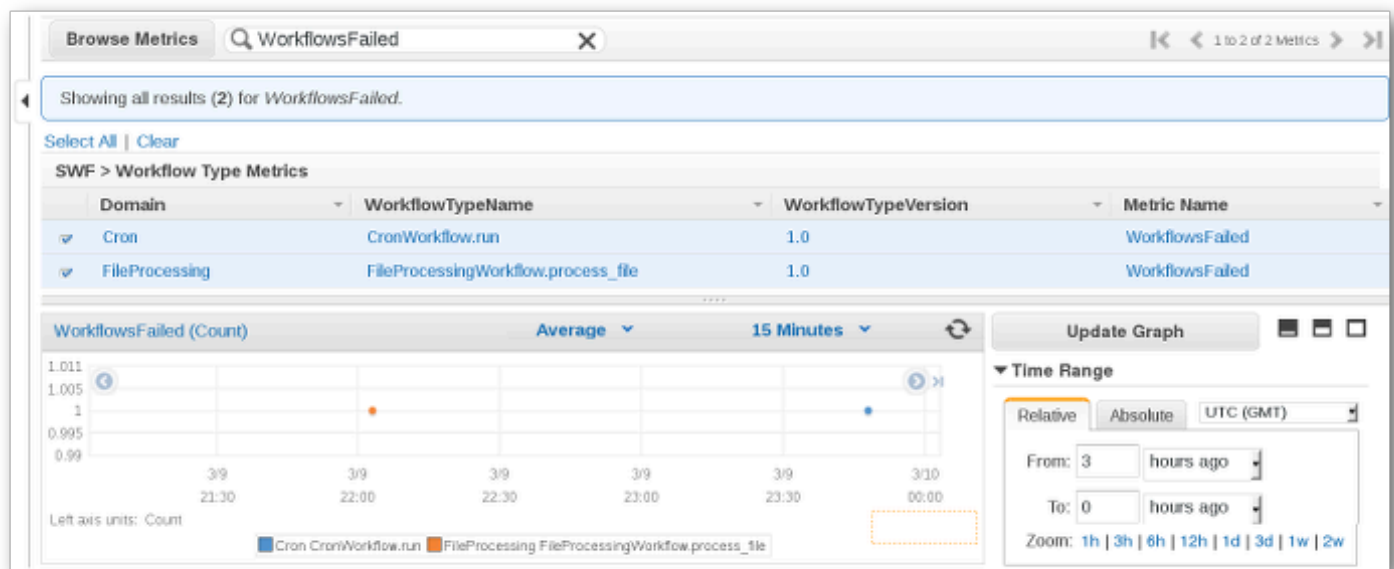 Browse Metrics WorkflowsFailed 1 to 2 of 2 Metrics
Showing all results (2) for WorkflowsFailed.
Select All | Clear
SWF > Workflow Type Metrics
Domain WorkflowTypeName WorkflowTypeVersion Metric Name
Cron CronWorkflow.run 1.0 WorkflowsFailed
FileProcessing FileProcessingWorkflow.process_file 1.0 WorkflowsFailed
WorkflowsFailed (Count) Average 15 Minutes
1.011
1.005
1
0.995
0.99
3/9 3/9 3/9 3/9 3/9 3/10
21:30 22:00 22:30 23:00 23:30 00:00
Left axis units: Count
Cron CronWorkflow.run FileProcessing FileProcessingWorkflow.process_file
Update Graph
Time Range
Relative Absolute UTC (GMT)
From: 3 hours ago
To: 0 hours ago
Zoom: 1h | 3h | 6h | 12h | 1d | 3d | 1w | 2w